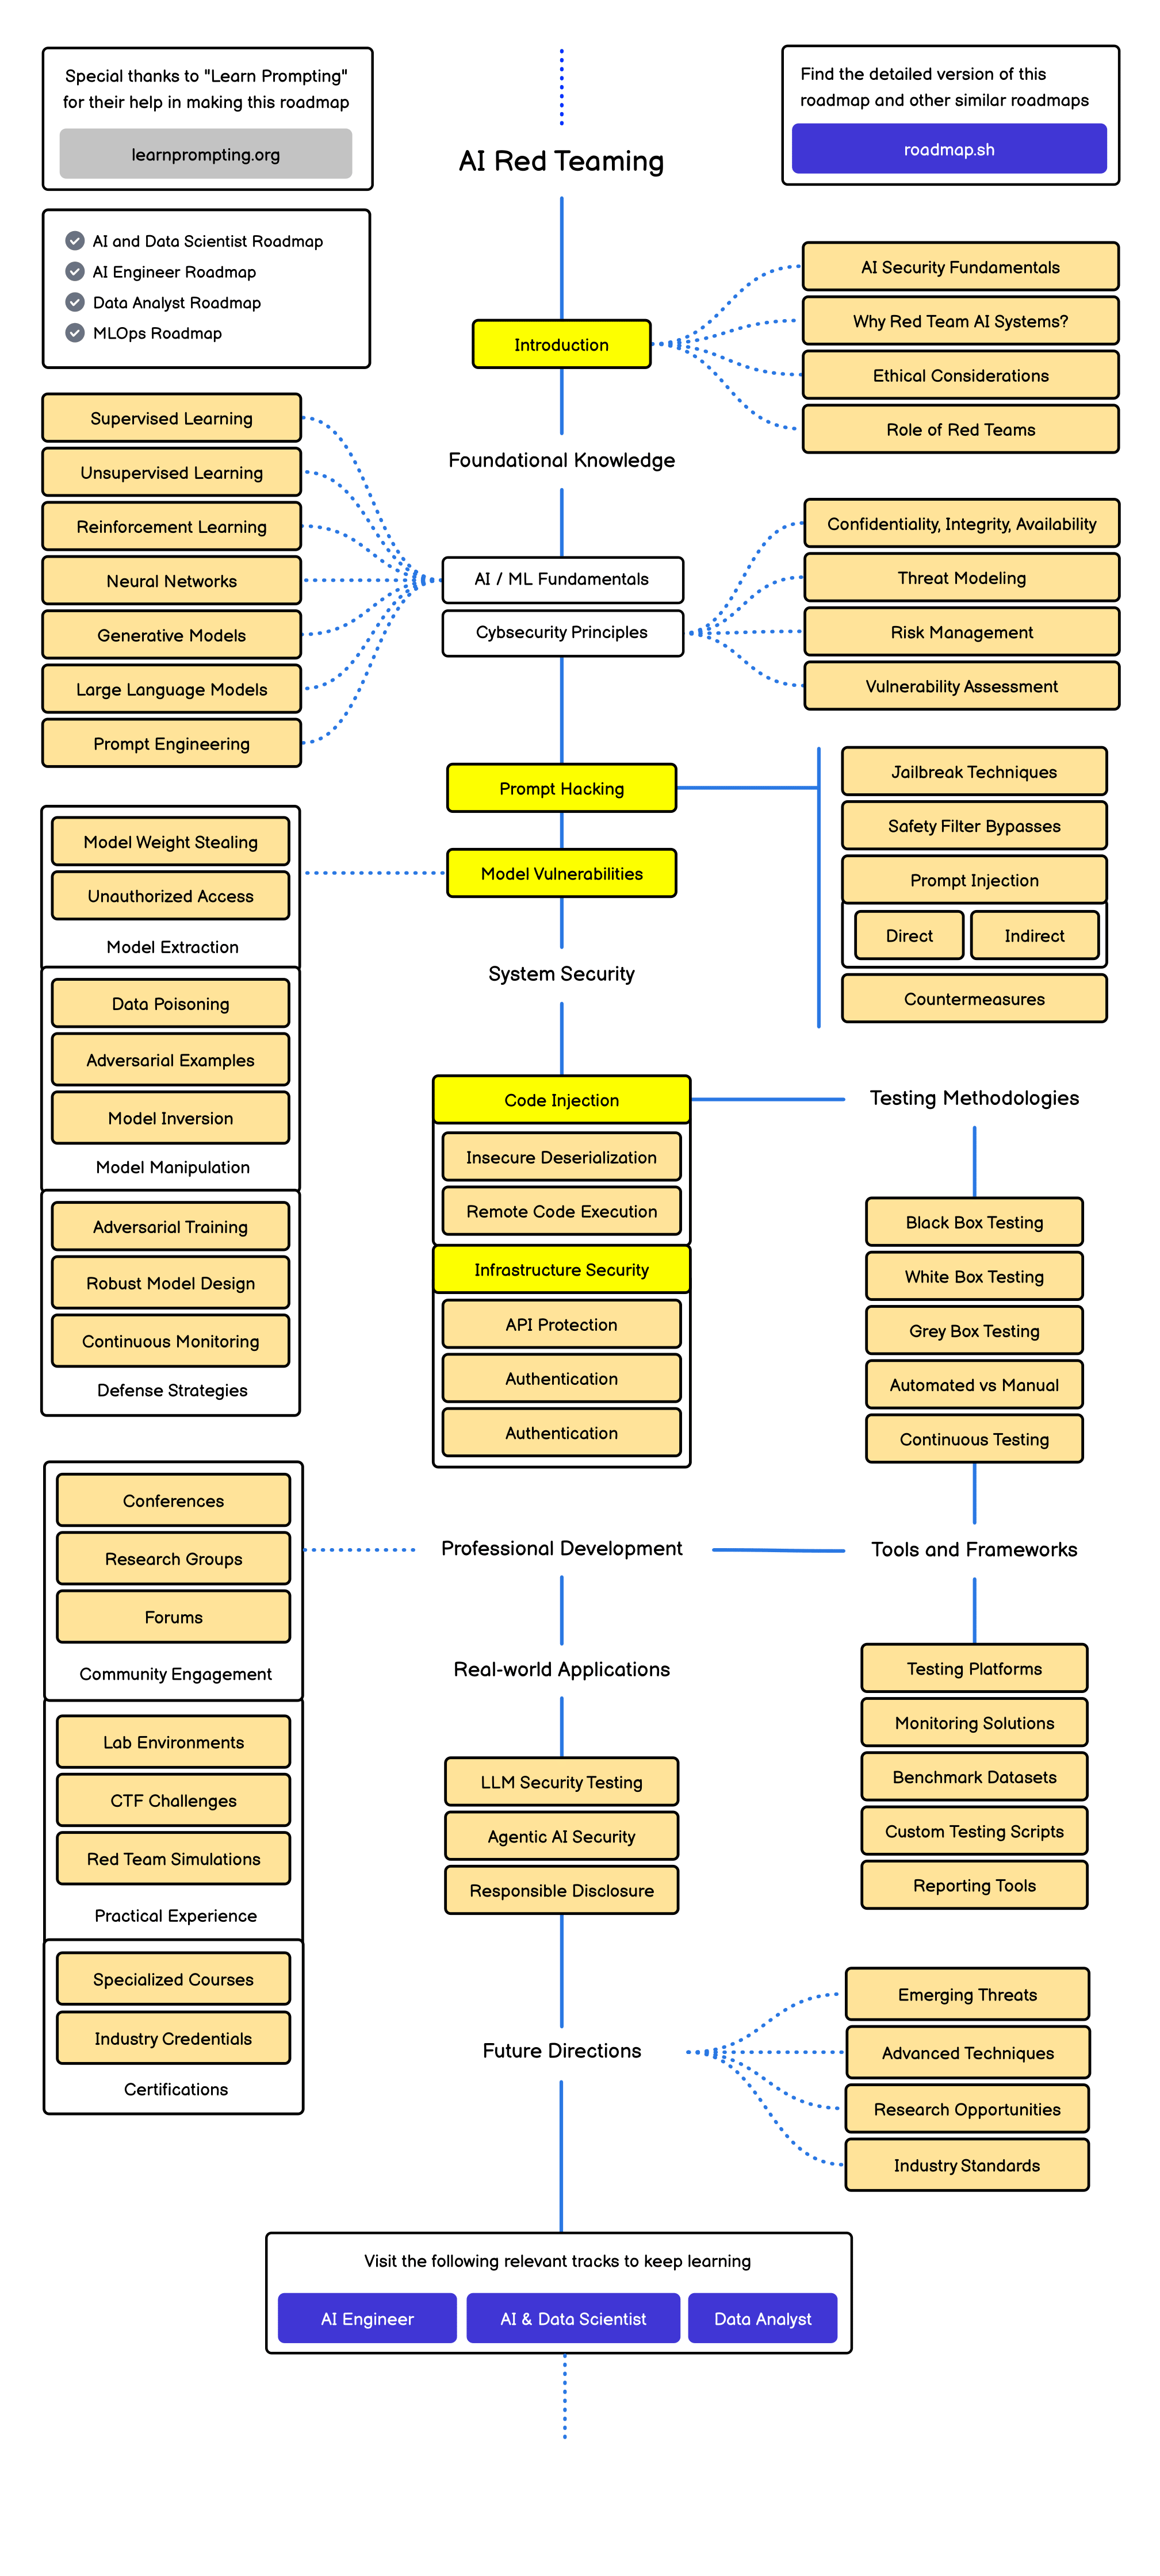 Special thanks to "Learn Prompting"
for their help in making this roadmap
learnprompting.org
Find the detailed version of this
roadmap and other similar roadmaps
roadmap.sh
AI Red Teaming
AI and Data Scientist Roadmap
AI Engineer Roadmap
Data Analyst Roadmap
MLOps Roadmap
Introduction
AI Security Fundamentals
Why Red Team AI Systems?
Ethical Considerations
Role of Red Teams
Foundational Knowledge
Supervised Learning
Unsupervised Learning
Reinforcement Learning
Neural Networks
Generative Models
Large Language Models
Prompt Engineering
AI / ML Fundamentals
Cybsecurity Principles
Confidentiality, Integrity, Availability
Threat Modeling
Risk Management
Vulnerability Assessment
Prompt Hacking
Jailbreak Techniques
Safety Filter Bypasses
Prompt Injection
Direct
Indirect
Countermeasures
Model Vulnerabilities
Model Weight Stealing
Unauthorized Access
Model Extraction
Data Poisoning
Adversarial Examples
Model Inversion
Model Manipulation
Adversarial Training
Robust Model Design
Continuous Monitoring
Defense Strategies
System Security
Code Injection
Insecure Deserialization
Remote Code Execution
Infrastructure Security
API Protection
Authentication
Authentication
Testing Methodologies
Black Box Testing
White Box Testing
Grey Box Testing
Automated vs Manual
Continuous Testing
Tools and Frameworks
Testing Platforms
Monitoring Solutions
Benchmark Datasets
Custom Testing Scripts
Reporting Tools
Professional Development
Conferences
Research Groups
Forums
Community Engagement
Lab Environments
CTF Challenges
Red Team Simulations
Practical Experience
Specialized Courses
Industry Credentials
Certifications
Real-world Applications
LLM Security Testing
Agentic AI Security
Responsible Disclosure
Future Directions
Emerging Threats
Advanced Techniques
Research Opportunities
Industry Standards
Visit the following relevant tracks to keep learning
AI Engineer
AI & Data Scientist
Data Analyst